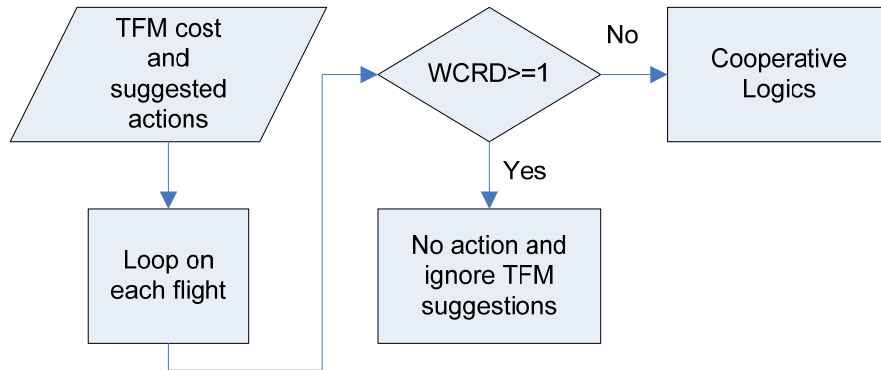 TFM cost
and
suggested
actions
Loop on
each flight
WCRD>=1
No
Yes
Cooperative
Logics
No action and
ignore TFM
suggestions